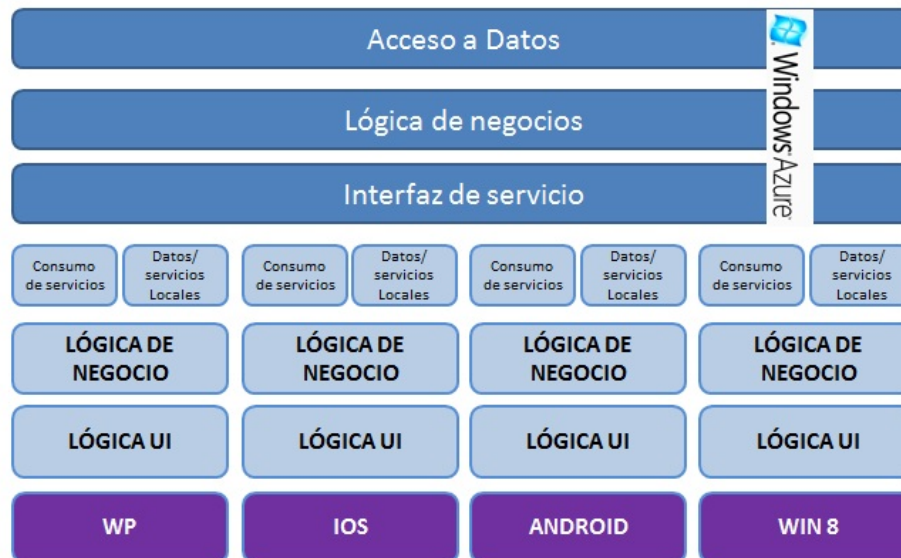 Acceso a Datos
Lógica de negocios
Interfaz de servicio
Windows Azure
Consumo
de servicios
Datos/
servicios
Locales
Consumo
de servicios
Datos/
servicios
Locales
Consumo
de servicios
Datos/
servicios
Locales
Consumo
de servicios
Datos/
servicios
Locales
LÓGICA DE
NEGOCIO
LÓGICA DE
NEGOCIO
LÓGICA DE
NEGOCIO
LÓGICA DE
NEGOCIO
LÓGICA UI
LÓGICA UI
LÓGICA UI
LÓGICA UI
WP
IOS
ANDROID
WIN 8